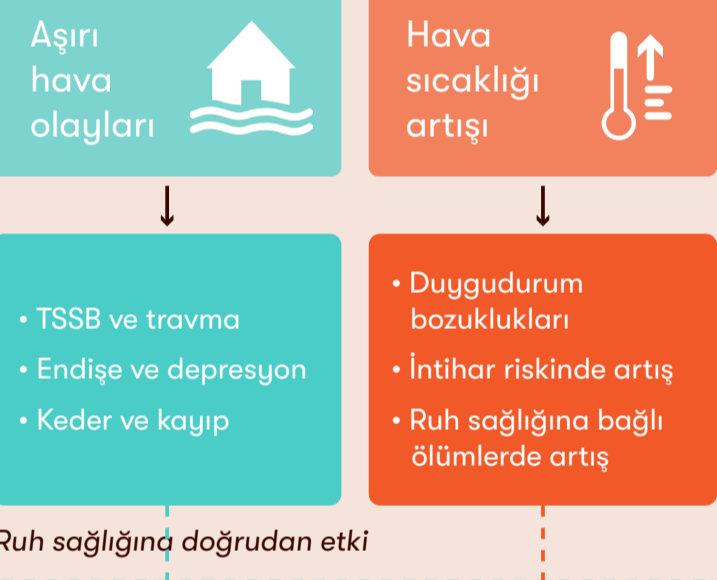 Aşırı
hava
olayları
Hava
sıcaklığı
artışı
• TSSB ve travma
• Endişe ve depresyon
• Keder ve kayıp
• Duygudurum
bozuklukları
• İntihar riskinde artış
• Ruh sağlığına bağlı
ölümlerde artış
Ruh sağlığına doğrudan etki